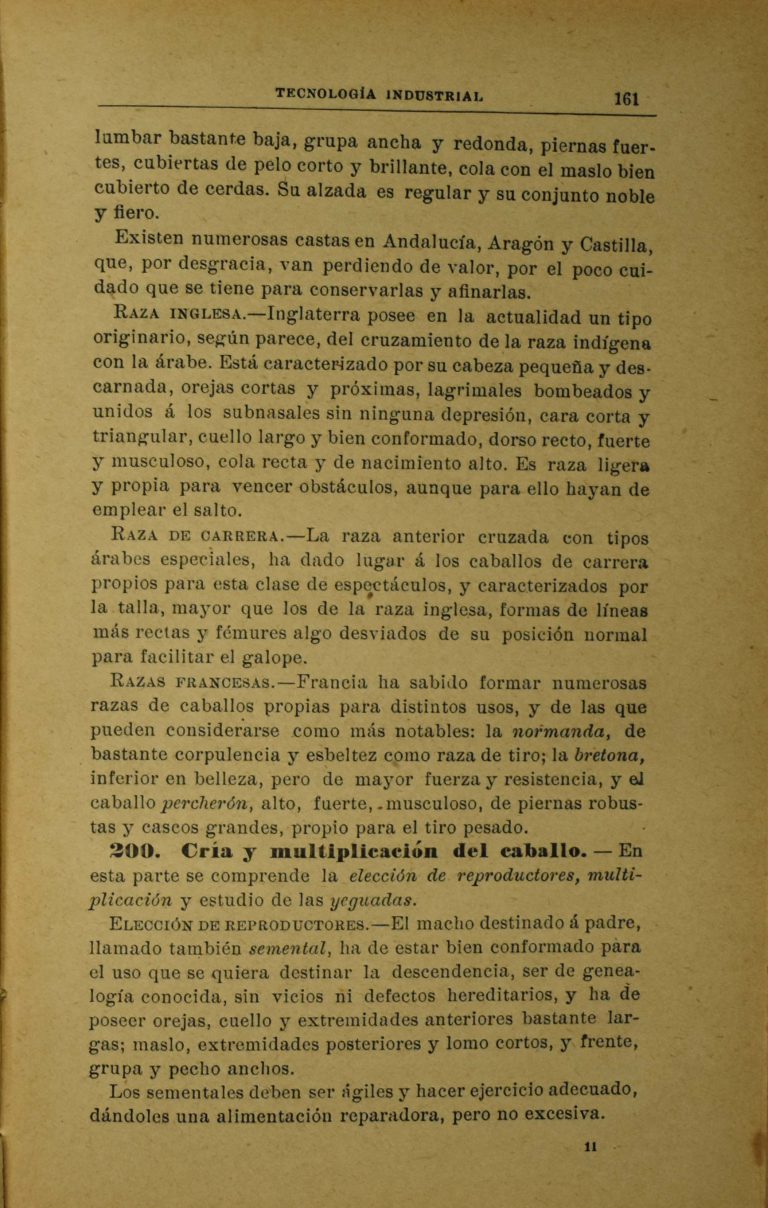 TECNOLOGÍA INDUSTRIAL 161
lumbar bastante baja, grupa ancha y redonda, piernas fuer-
tes, cubiertas de pelo corto y brillante, cola con el maslo bien
cubierto de cerdas. Su alzada es regular y su conjunto noble
y fiero.
Existen numerosas castas en Andalucía, Aragón y Castilla,
que, por desgracia, van perdiendo de valor, por el poco cui-
dado que se tiene para conservarlas y afinarlas.
RAZA INGLESA.—Inglaterra posee en la actualidad un tipo
originario, según parece, del cruzamiento de la raza indígena
con la árabe. Está caracterizado por su cabeza pequeña y des-
carnada, orejas cortas y próximas, lagrimales bombeados y
unidos á los subnasales sin ninguna depresión, cara corta y
triangular, cuello largo y bien conformado, dorso recto, fuerte
y musculoso, cola recta y de nacimiento alto. Es raza ligera
y propia para vencer obstáculos, aunque para ello hayan de
emplear el salto.
RAZA DE CARRERA.—La raza anterior cruzada con tipos
árabes especiales, ha dado lugar á los caballos de carrera
propios para esta clase de espectáculos, y caracterizados por
la talla, mayor que los de la raza inglesa, formas de líneas
más rectas y fémures algo desviados de su posición normal
para facilitar el galope.
RAZAS FRANCESAS.—Francia ha sabido formar numerosas
razas de caballos propias para distintos usos, y de las que
pueden considerarse como más notables: la normanda, de
bastante corpulencia y esbeltez como raza de tiro; la bretona,
inferior en belleza, pero de mayor fuerza y resistencia, y el
caballo percherón, alto, fuerte, musculoso, de piernas robus-
tas y cascos grandes, propio para el tiro pesado.
200. Cría y multiplicación del caballo. — En
esta parte se comprende la elección de reproductores, multi-
plicación y estudio de las yeguadas.
ELECCIÓN DE REPRODUCTORES.—El macho destinado á padre,
llamado también semental, ha de estar bien conformado para
el uso que se quiera destinar la descendencia, ser de genea-
logía conocida, sin vicios ni defectos hereditarios, y ha de
poseer orejas, cuello y extremidades anteriores bastante lar-
gas; maslo, extremidades posteriores y lomo cortos, y frente,
grupa y pecho anchos.
Los sementales deben ser ágiles y hacer ejercicio adecuado,
dándoles una alimentación reparadora, pero no excesiva.
11